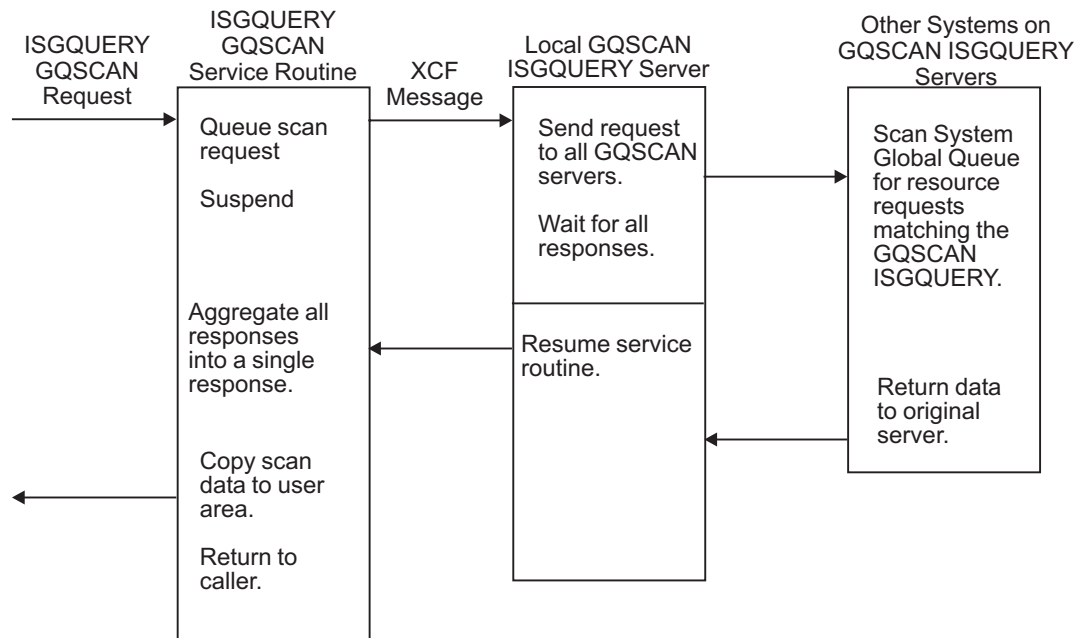 ISGQUERY
GQSCAN
Request
ISGQUERY
GQSCAN
Service Routine
XCF
Message
Local GQSCAN
ISGQUERY Server
Other Systems on
GQSCAN ISGQUERY
Servers
Queue scan
request
Suspend
Aggregate all
responses
into a single
response.
Copy scan
data to user
area.
Return to
caller.
Send request
to all GQSCAN
servers.
Wait for all
responses.
Resume service
routine.
Scan System
Global Queue
for resource
requests
matching the
GQSCAN
ISGQUERY.
Return data
to original
server.